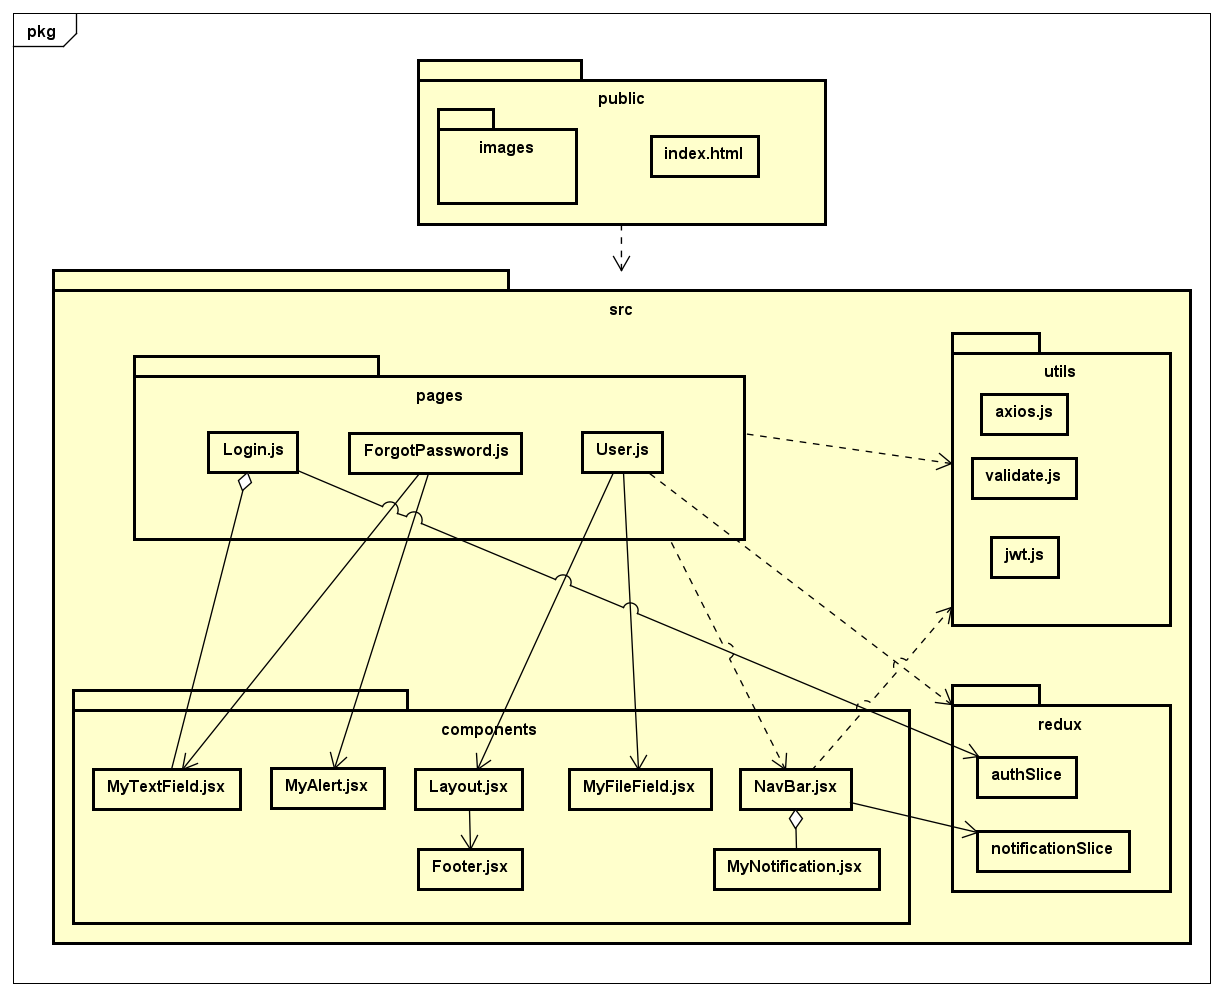 pkg
public
images
index.html
src
pages
Login.js
ForgotPassword.js
User.js
utils
axios.js
validate.js
jwt.js
components
MyTextField.jsx
MyAlert.jsx
Layout.jsx
MyFileField.jsx
NavBar.jsx
Footer.jsx
MyNotification.jsx
redux
authSlice
notificationSlice